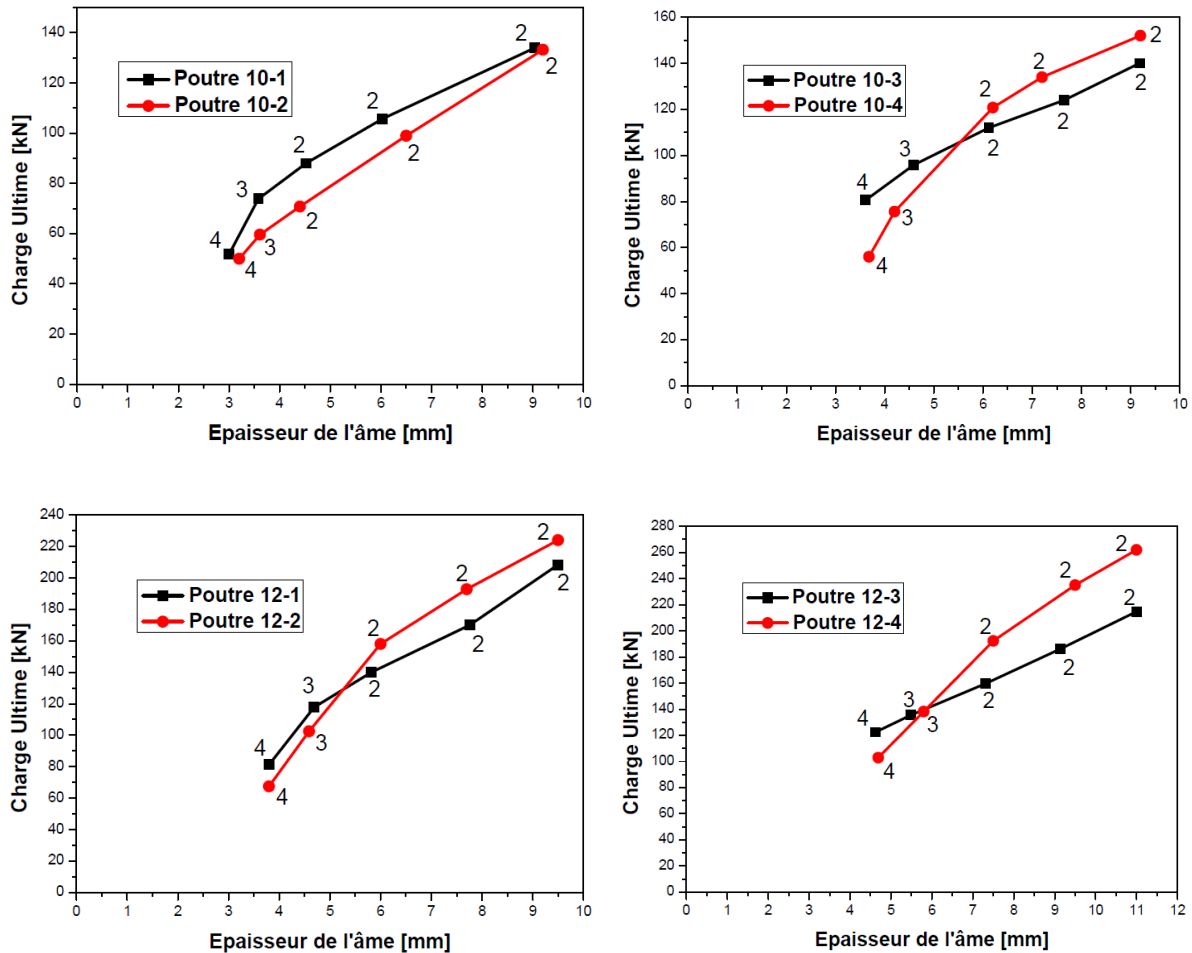 140
120
100
80
60
40
20
0
0 1 2 3 4 5 6 7 8 9 10
Charge Ultime [kN]
Epaisseur de l'âme [mm]
Poutre 10-1
Poutre 10-2
4 3 2 2 2
4 3 2 2 2
160
140
120
100
80
60
40
20
0
0 1 2 3 4 5 6 7 8 9 10
Charge Ultime [kN]
Epaisseur de l'âme [mm]
Poutre 10-3
Poutre 10-4
4 3 2 2 2
4 3 2 2 2
240
220
200
180
160
140
120
100
80
60
40
20
0
0 1 2 3 4 5 6 7 8 9 10
Charge Ultime [kN]
Epaisseur de l'âme [mm]
Poutre 12-1
Poutre 12-2
4 3 2 2 2
4 3 2 2 2
280
260
240
220
200
180
160
140
120
100
80
60
40
20
0
0 1 2 3 4 5 6 7 8 9 10 11 12
Charge Ultime [kN]
Epaisseur de l'âme [mm]
Poutre 12-3
Poutre 12-4
4 3 2 2 2
4 3 2 2 2